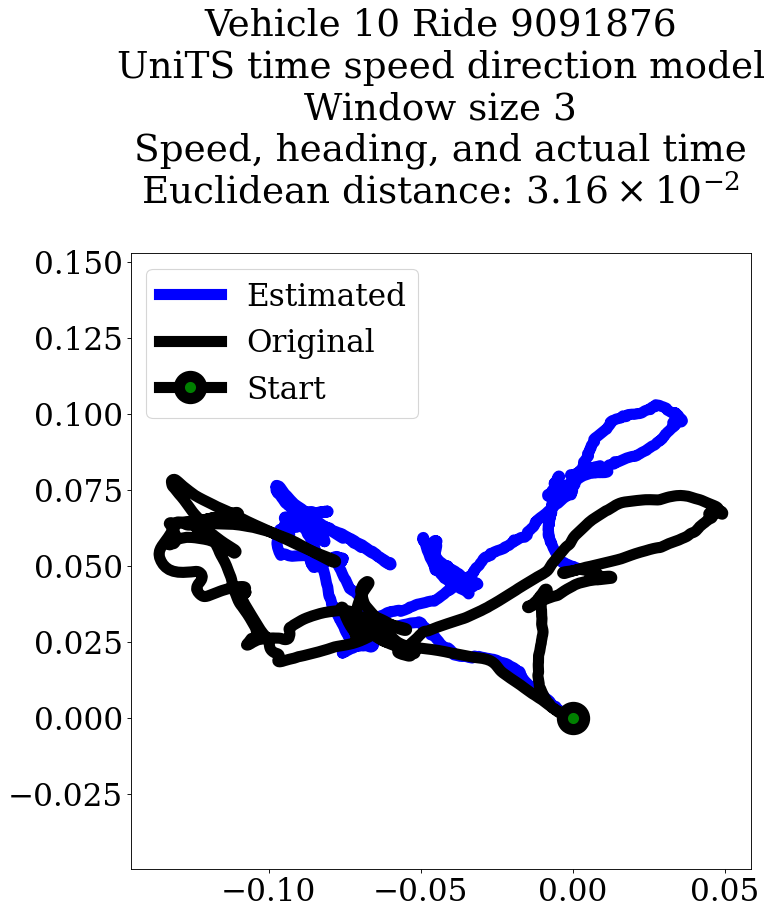 Vehicle 10 Ride 9091876
UniTS time speed direction model
Window size 3
Speed, heading, and actual time
Euclidean distance: 3.16 × 10⁻²
0.150
Estimated
0.125
Original
Start
0.100
0.075
0.050
0.025
0.000
−0.025
−0.10 −0.05 0.00 0.05